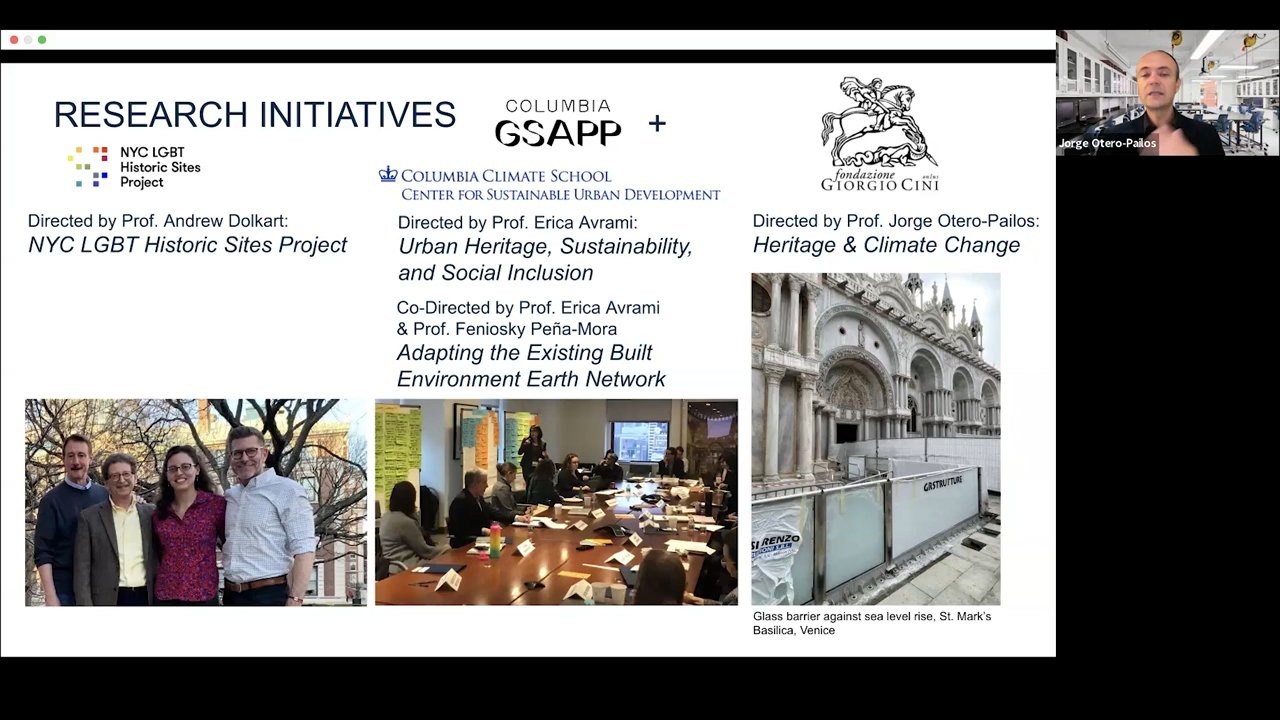 RESEARCH INITIATIVES
COLUMBIA
GSAPP
+
fondazione
onlus
GIORGIO CINI
NYC LGBT
Historic Sites
Project
COLUMBIA CLIMATE SCHOOL
CENTER FOR SUSTAINABLE URBAN DEVELOPMENT
Directed by Prof. Andrew Dolkart:
NYC LGBT Historic Sites Project
Directed by Prof. Erica Avrami:
Urban Heritage, Sustainability,
and Social Inclusion
Co-Directed by Prof. Erica Avrami
& Prof. Feniosky Peña-Mora
Adapting the Existing Built
Environment Earth Network
Directed by Prof. Jorge Otero-Pailos:
Heritage & Climate Change
GRSTRUTTURE
SI RENZO
Glass barrier against sea level rise, St. Mark's
Basilica, Venice
Jorge Otero-Pailos